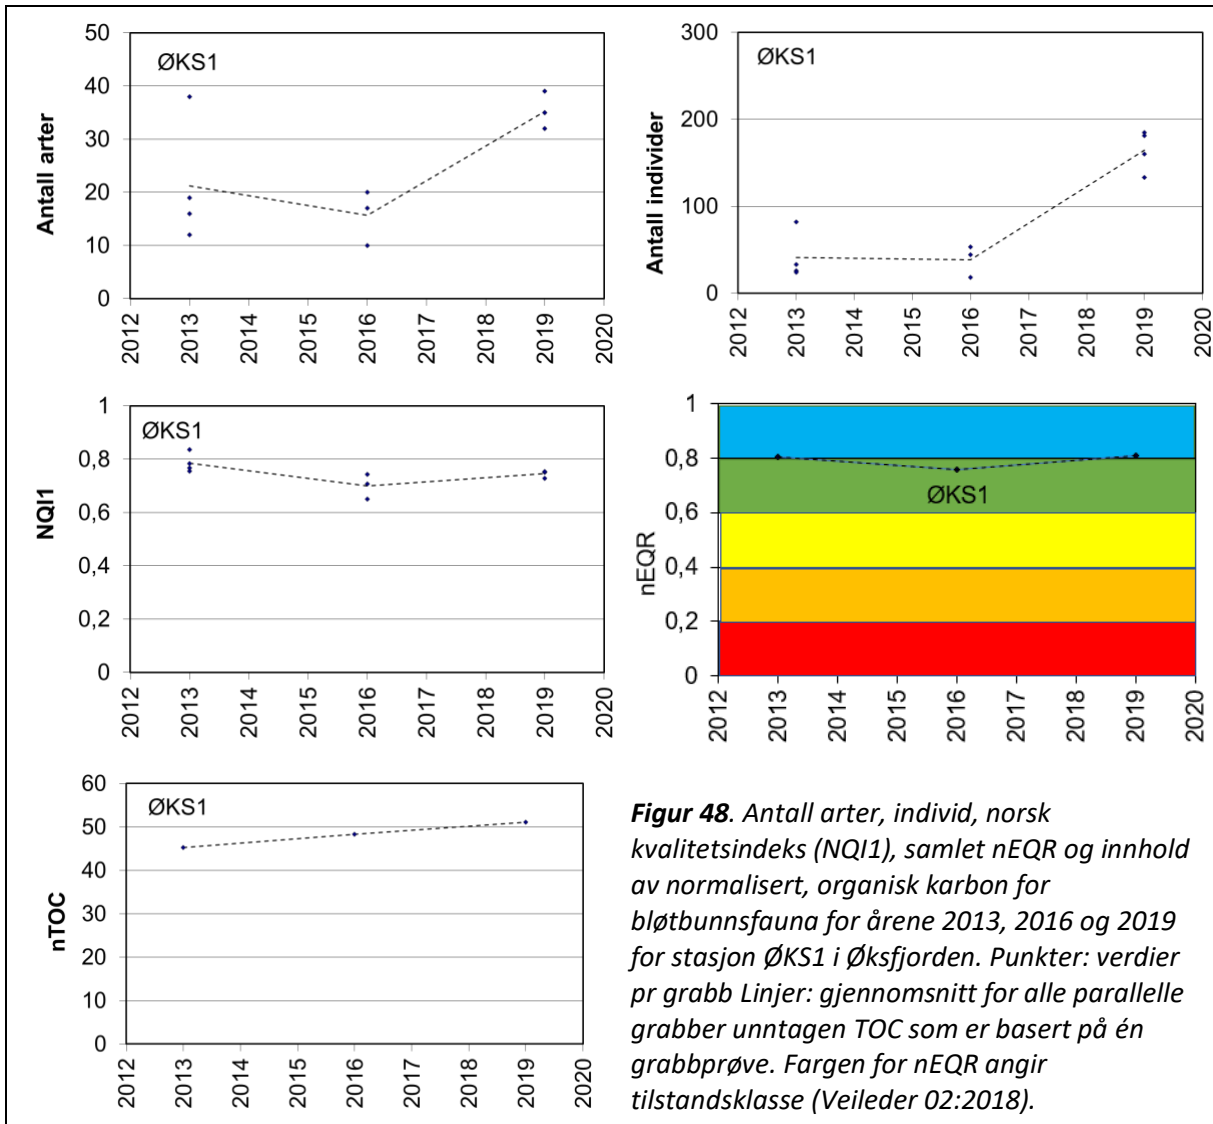 50
40
30
20
10
0
Antall arter
ØKS1
2012 2013 2014 2015 2016 2017 2018 2019 2020
300
200
100
0
Antall individer
ØKS1
2012 2013 2014 2015 2016 2017 2018 2019 2020
1
0,8
0,6
0,4
0,2
0
NQI1
ØKS1
2012 2013 2014 2015 2016 2017 2018 2019 2020
1
0,8
0,6
0,4
0,2
0
nEQR
ØKS1
2012 2013 2014 2015 2016 2017 2018 2019 2020
60
50
40
30
20
10
0
nTOC
ØKS1
2012 2013 2014 2015 2016 2017 2018 2019 2020
Figur 48. Antall arter, individ, norsk
kvalitetsindeks (NQI1), samlet nEQR og innhold
av normalisert, organisk karbon for
bløtbunnsfauna for årene 2013, 2016 og 2019
for stasjon ØKS1 i Øksfjorden. Punkter: verdier
pr grabb Linjer: gjennomsnitt for alle parallelle
grabber unntagen TOC som er basert på én
grabbprøve. Fargen for nEQR angir
tilstandsklasse (Veileder 02:2018).